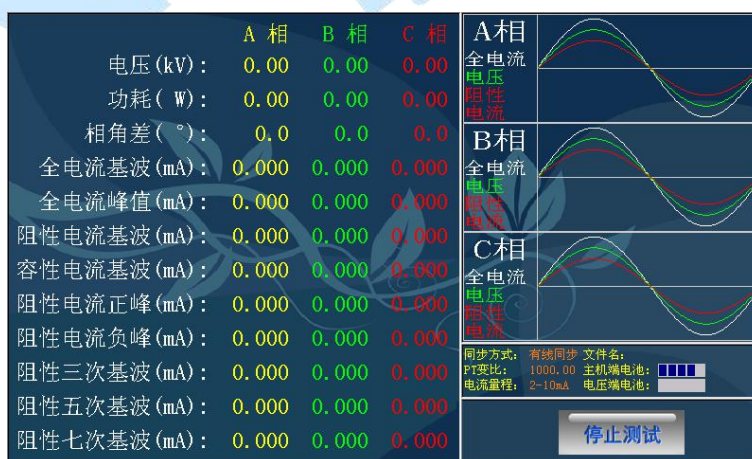 A 相 B 相 C 相
电压(kV): 0.00 0.00 0.00
功耗( W): 0.00 0.00 0.00
相角差( °): 0.0 0.0 0.0
全电流基波(mA): 0.000 0.000 0.000
全电流峰值(mA): 0.000 0.000 0.000
阻性电流基波(mA): 0.000 0.000 0.000
容性电流基波(mA): 0.000 0.000 0.000
阻性电流正峰(mA): 0.000 0.000 0.000
阻性电流负峰(mA): 0.000 0.000 0.000
阻性三次基波(mA): 0.000 0.000 0.000
阻性五次基波(mA): 0.000 0.000 0.000
阻性七次基波(mA): 0.000 0.000 0.000
A相
全电流
电压
阻性
电流
B相
全电流
电压
阻性
电流
C相
全电流
电压
阻性
电流
同步方式: 有线同步 文件名:
PT变比: 1000.00 主机端电池:
电流量程: 2-10mA 电压端电池:
停止测试